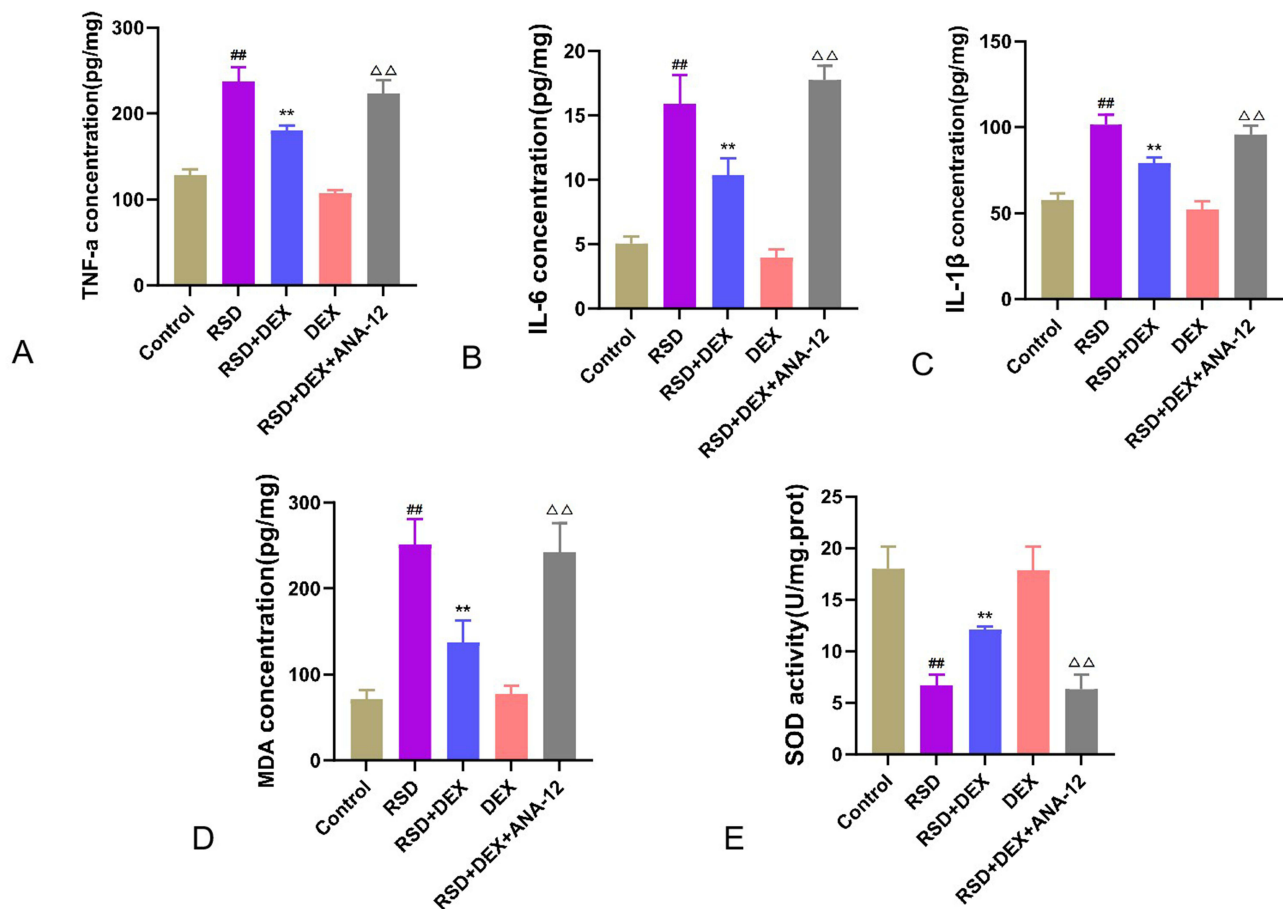 TNF-a concentration(pg/mg)
300
200
100
0
##
**
△△
Control
RSD
RSD+DEX
DEX
RSD+DEX+ANA-12
A
IL-6 concentration(pg/mg)
20
15
10
5
0
##
**
△△
Control
RSD
RSD+DEX
DEX
RSD+DEX+ANA-12
B
IL-1β concentration(pg/mg)
150
100
50
0
##
**
△△
Control
RSD
RSD+DEX
DEX
RSD+DEX+ANA-12
C
MDA concentration(pg/mg)
300
200
100
0
##
**
△△
Control
RSD
RSD+DEX
DEX
RSD+DEX+ANA-12
D
SOD activity(U/mg.prot)
25
20
15
10
5
0
##
**
△△
Control
RSD
RSD+DEX
DEX
RSD+DEX+ANA-12
E